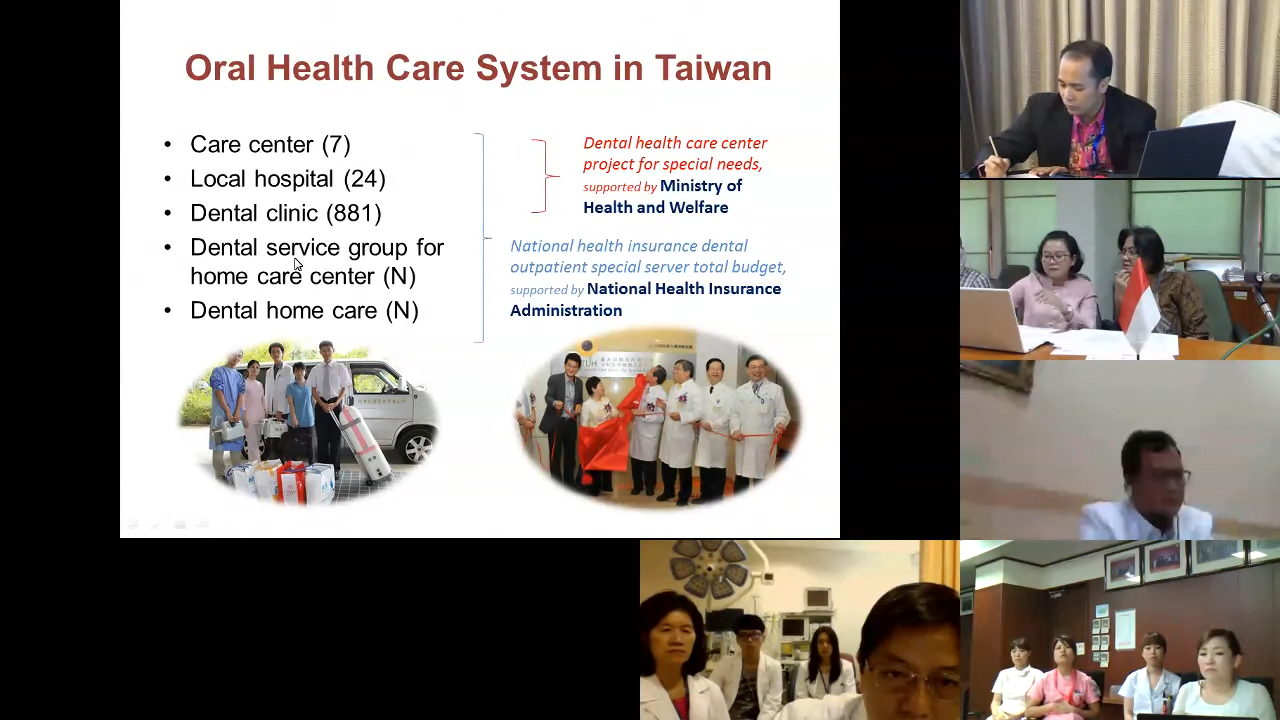 Oral Health Care System in Taiwan
• Care center (7)
• Local hospital (24)
• Dental clinic (881)
• Dental service group for
home care center (N)
• Dental home care (N)
Dental health care center
project for special needs,
supported by Ministry of
Health and Welfare
National health insurance dental
outpatient special server total budget,
supported by National Health Insurance
Administration